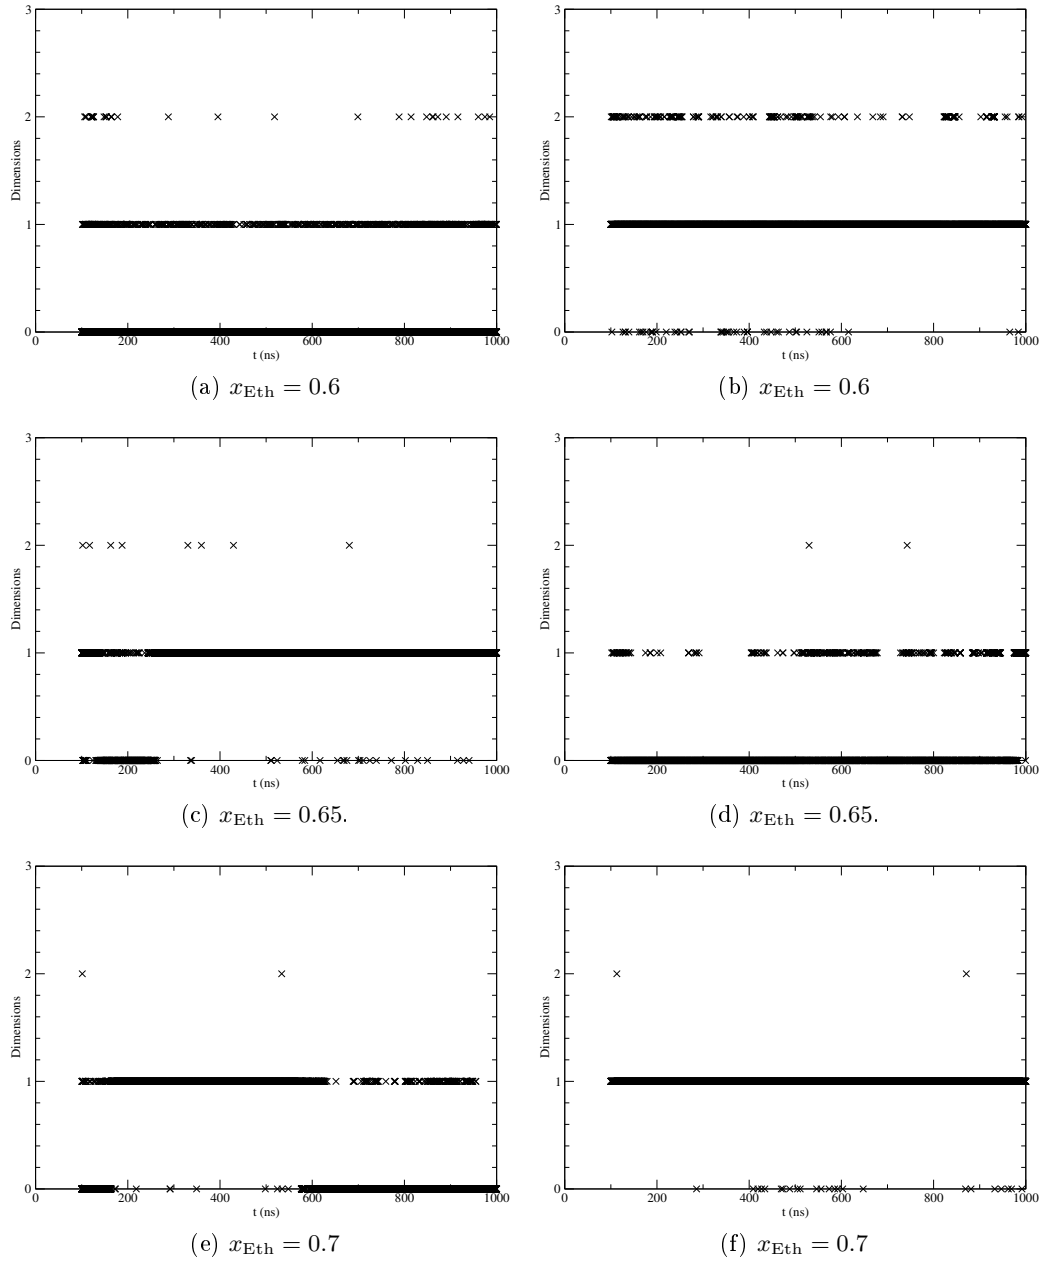 3
2
Dimensions
1
0
0 200 400 600 800 1000
t (ns)
(a) x_Eth = 0.6
3
2
Dimensions
1
0
0 200 400 600 800 1000
t (ns)
(b) x_Eth = 0.6
3
2
Dimensions
1
0
0 200 400 600 800 1000
t (ns)
(c) x_Eth = 0.65.
3
2
Dimensions
1
0
0 200 400 600 800 1000
t (ns)
(d) x_Eth = 0.65.
3
2
Dimensions
1
0
0 200 400 600 800 1000
t (ns)
(e) x_Eth = 0.7
3
2
Dimensions
1
0
0 200 400 600 800 1000
t (ns)
(f) x_Eth = 0.7